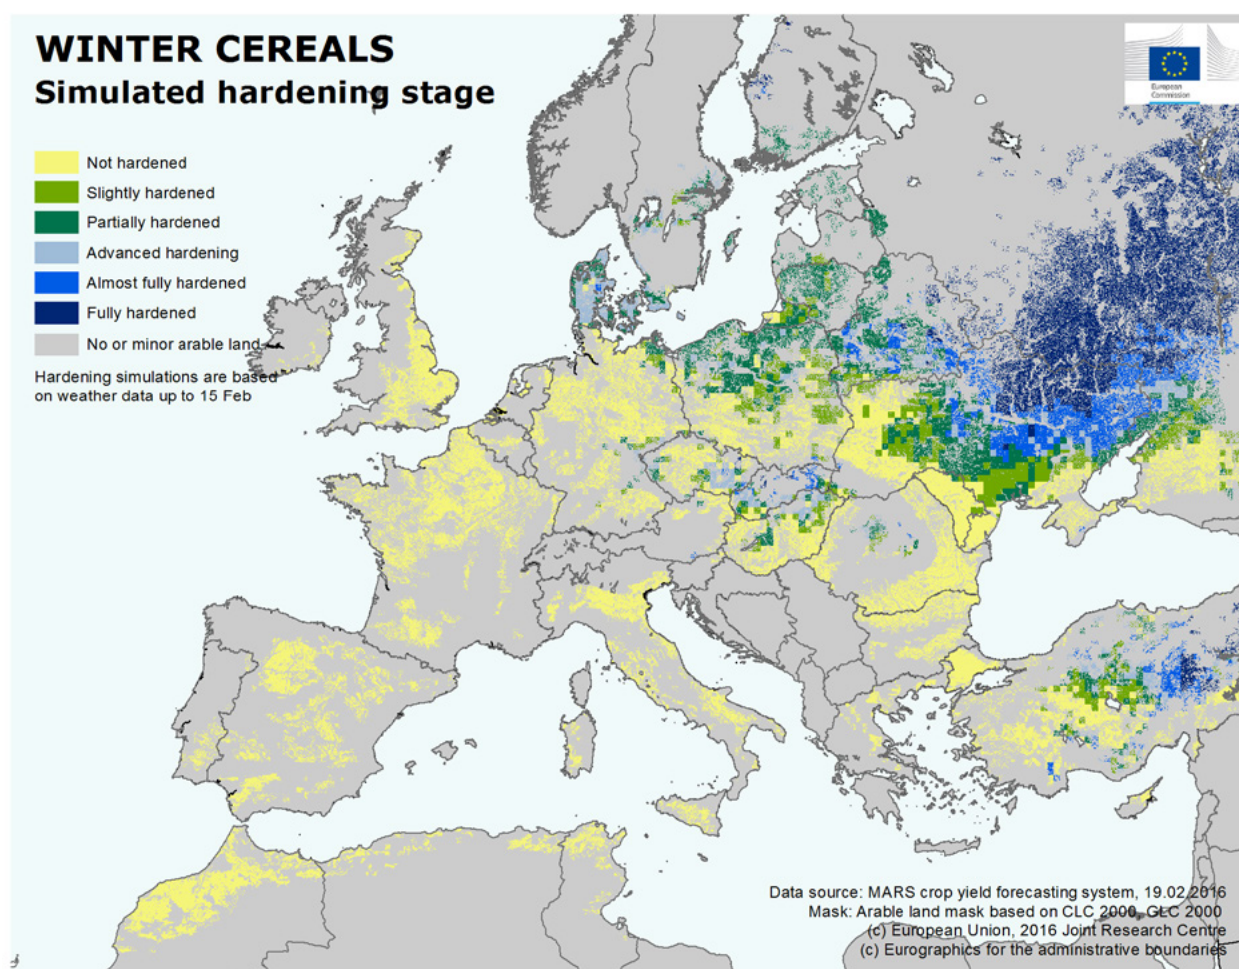 WINTER CEREALS
Simulated hardening stage
European
Commission
Not hardened
Slightly hardened
Partially hardened
Advanced hardening
Almost fully hardened
Fully hardened
No or minor arable land
Hardening simulations are based
on weather data up to 15 Feb
Data source: MARS crop yield forecasting system, 19.02.2016
Mask: Arable land mask based on CLC 2000, GLC 2000
(c) European Union, 2016 Joint Research Centre
(c) Eurographics for the administrative boundaries